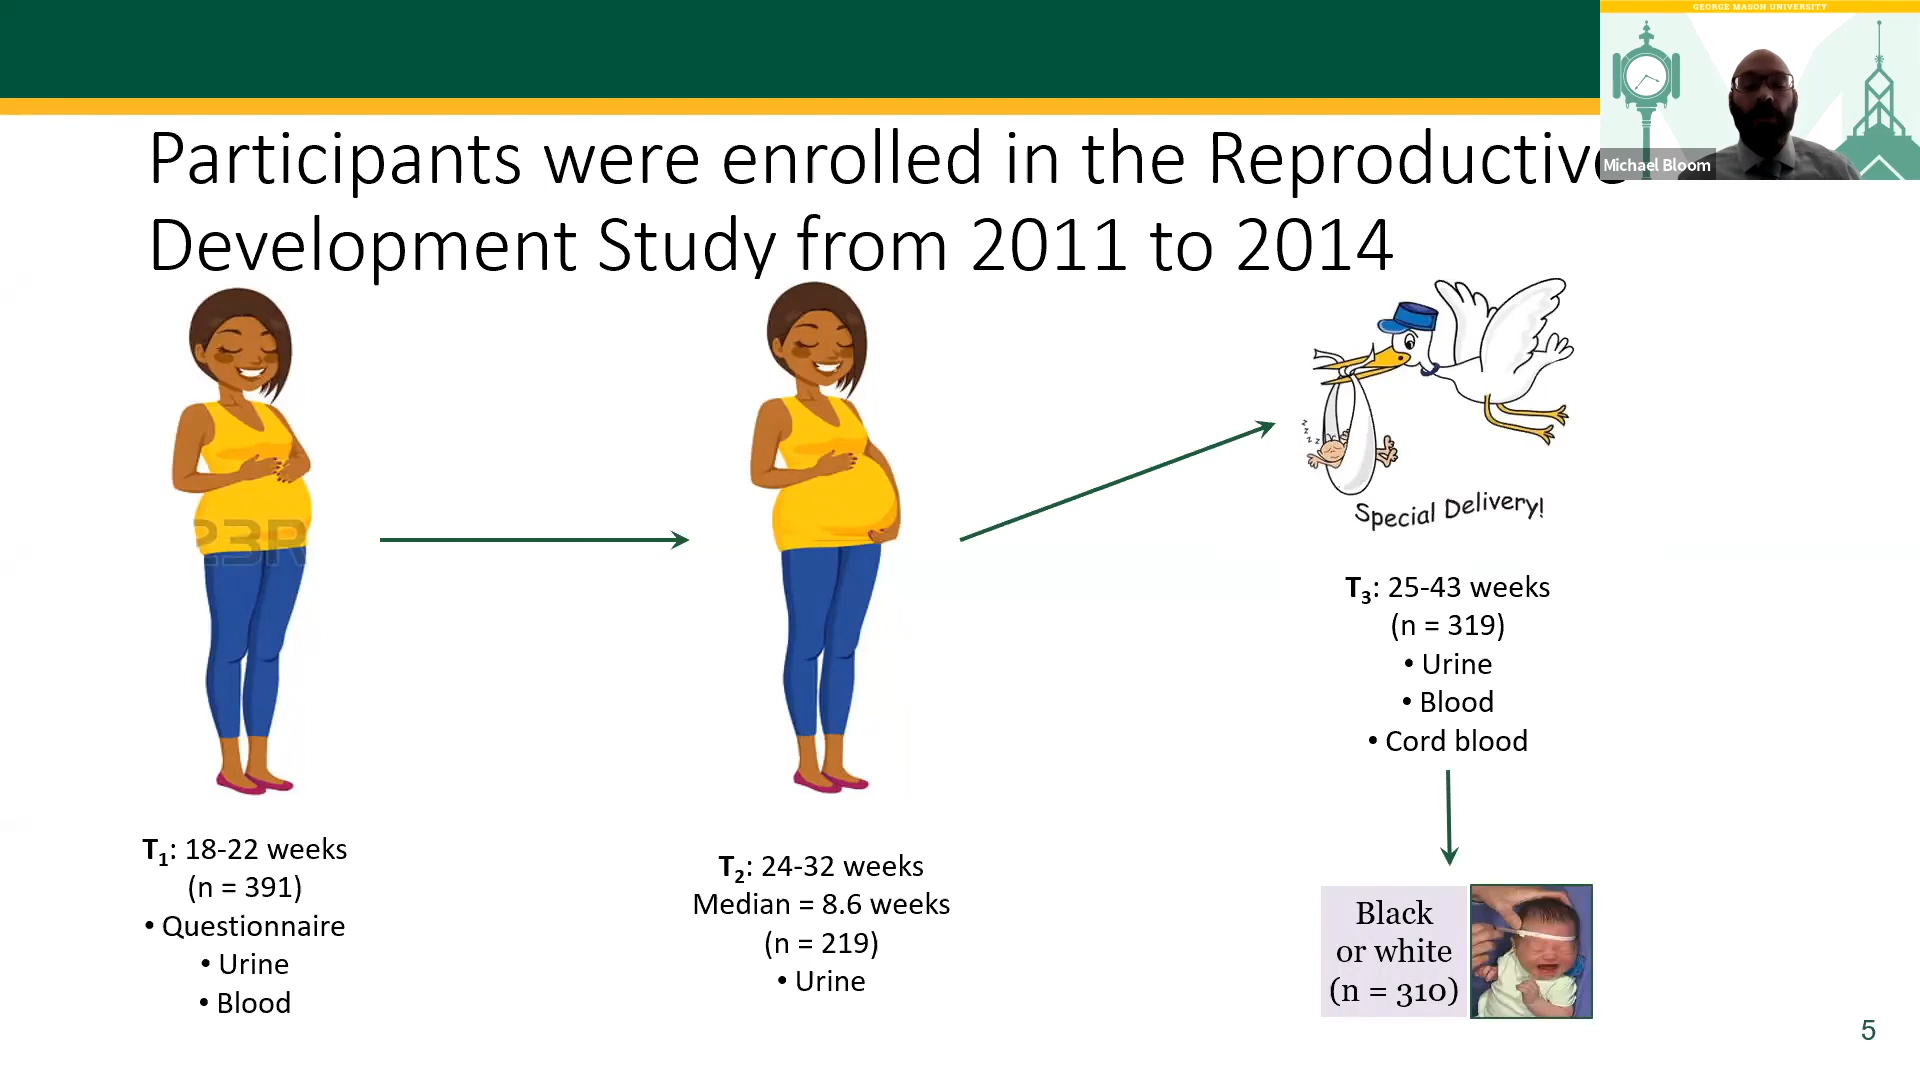 GEORGE MASON UNIVERSITY
Michael Bloom
Participants were enrolled in the Reproductive
Development Study from 2011 to 2014
23R
Special Delivery!
T₁: 18-22 weeks
(n = 391)
• Questionnaire
• Urine
• Blood
T₂: 24-32 weeks
Median = 8.6 weeks
(n = 219)
• Urine
T₃: 25-43 weeks
(n = 319)
• Urine
• Blood
• Cord blood
Black
or white
(n = 310)
z z z z
5